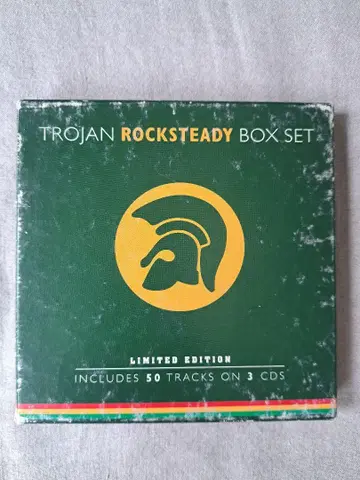 TROJAN ROCKSTEADY BOX SET
LIMITED EDITION
INCLUDES 50 TRACKS ON 3 CDS